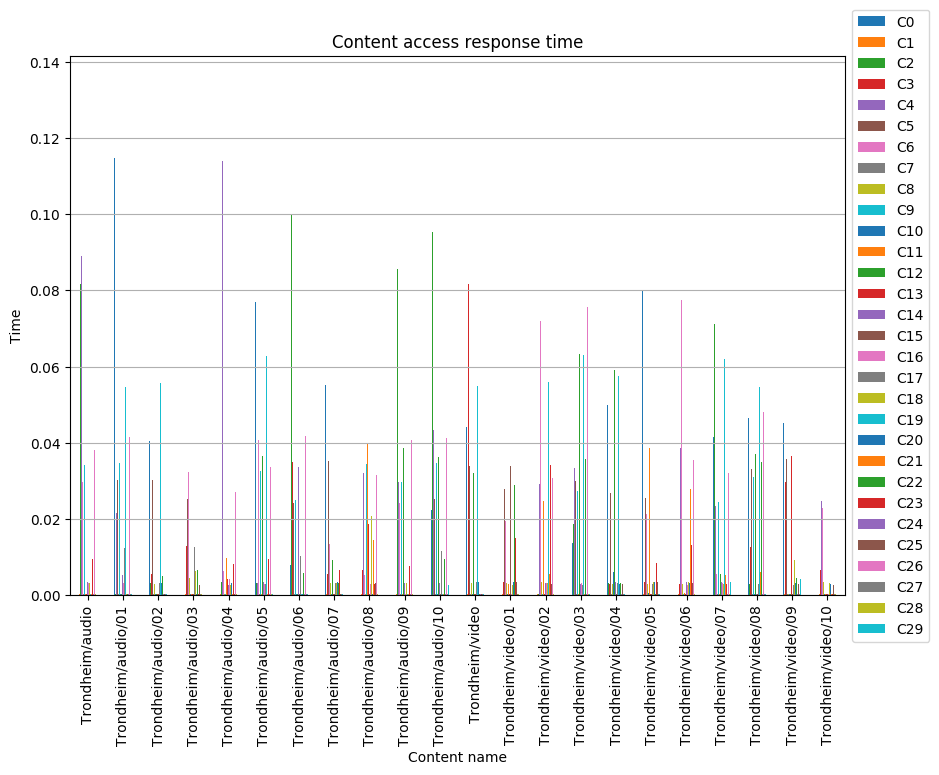 Content access response time
Time
0.14
0.12
0.10
0.08
0.06
0.04
0.02
0.00
Trondheim/audio
Trondheim/audio/01
Trondheim/audio/02
Trondheim/audio/03
Trondheim/audio/04
Trondheim/audio/05
Trondheim/audio/06
Trondheim/audio/07
Trondheim/audio/08
Trondheim/audio/09
Trondheim/audio/10
Trondheim/video
Trondheim/video/01
Trondheim/video/02
Trondheim/video/03
Trondheim/video/04
Trondheim/video/05
Trondheim/video/06
Trondheim/video/07
Trondheim/video/08
Trondheim/video/09
Trondheim/video/10
Content name
C0
C1
C2
C3
C4
C5
C6
C7
C8
C9
C10
C11
C12
C13
C14
C15
C16
C17
C18
C19
C20
C21
C22
C23
C24
C25
C26
C27
C28
C29